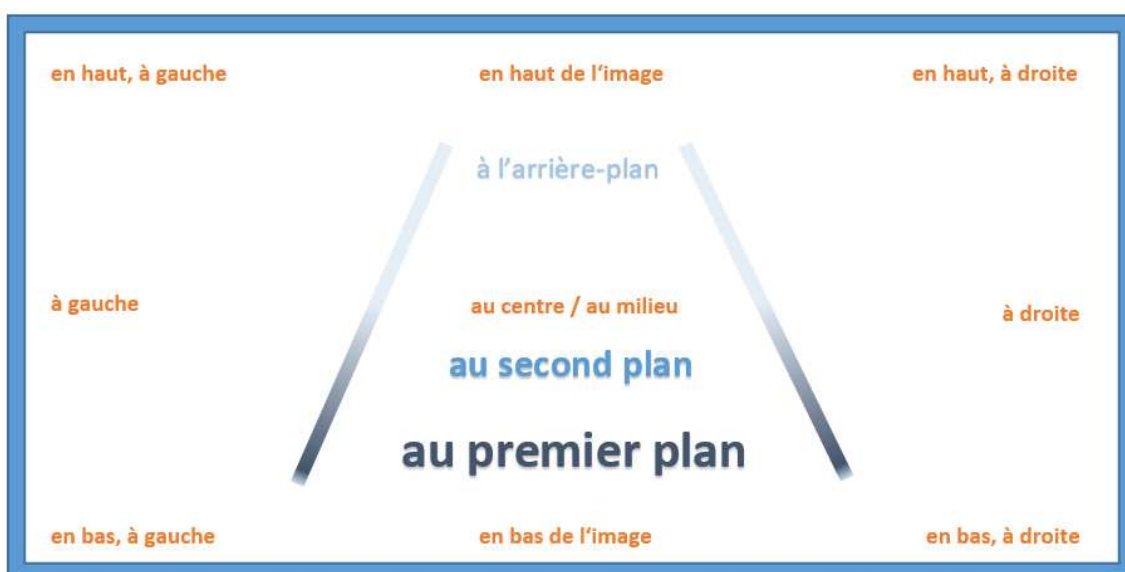 en haut, à gauche
en haut de l‘image
en haut, à droite
à l’arrière-plan
à gauche
au centre / au milieu
à droite
au second plan
au premier plan
en bas, à gauche
en bas de l‘image
en bas, à droite